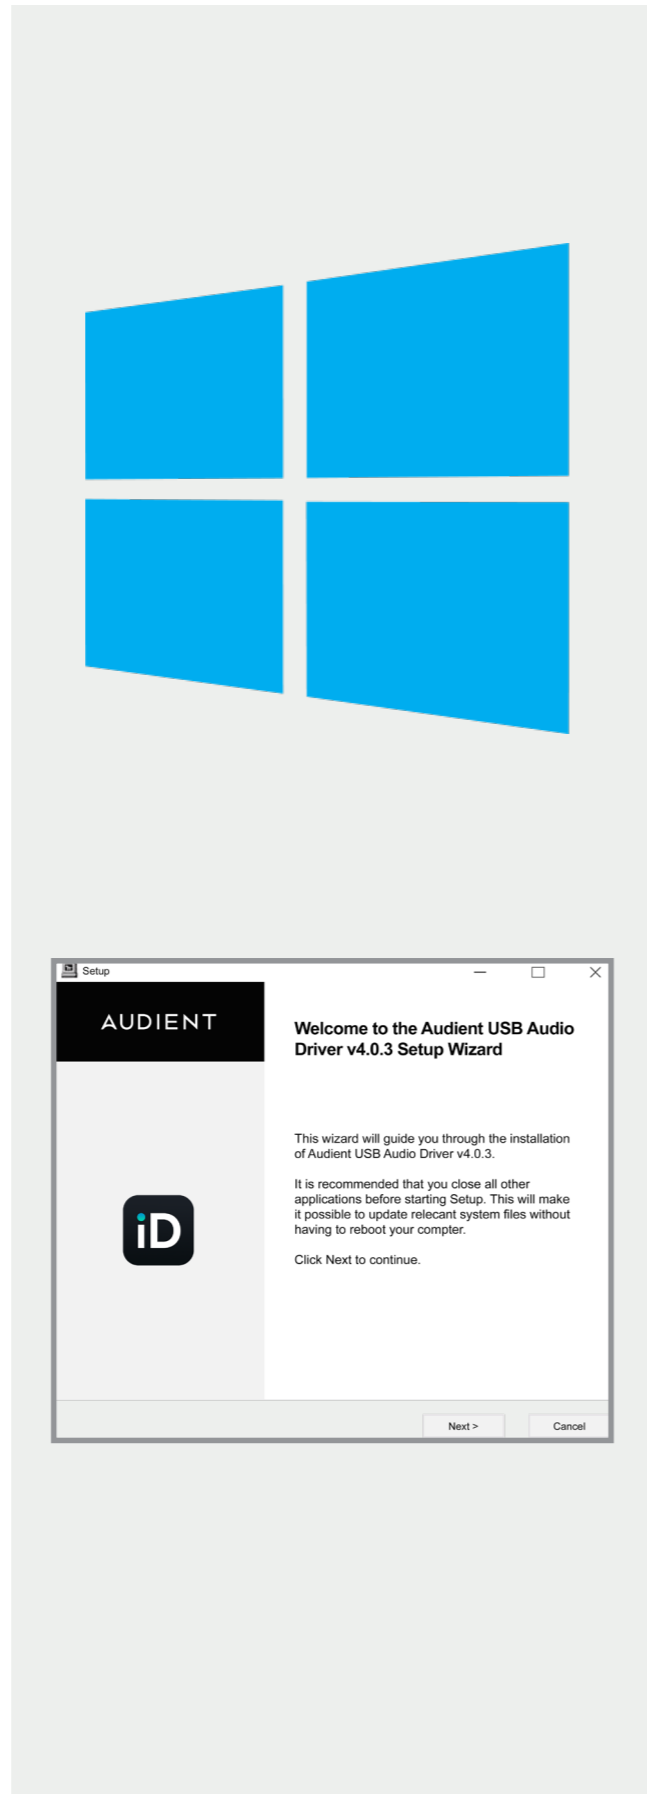 Setup
AUDIENT
Welcome to the Audient USB Audio
Driver v4.0.3 Setup Wizard
This wizard will guide you through the installation
of Audient USB Audio Driver v4.0.3.
It is recommended that you close all other
applications before starting Setup. This will make
it possible to update relecant system files without
having to reboot your compter.
Click Next to continue.
iD
Next >
Cancel